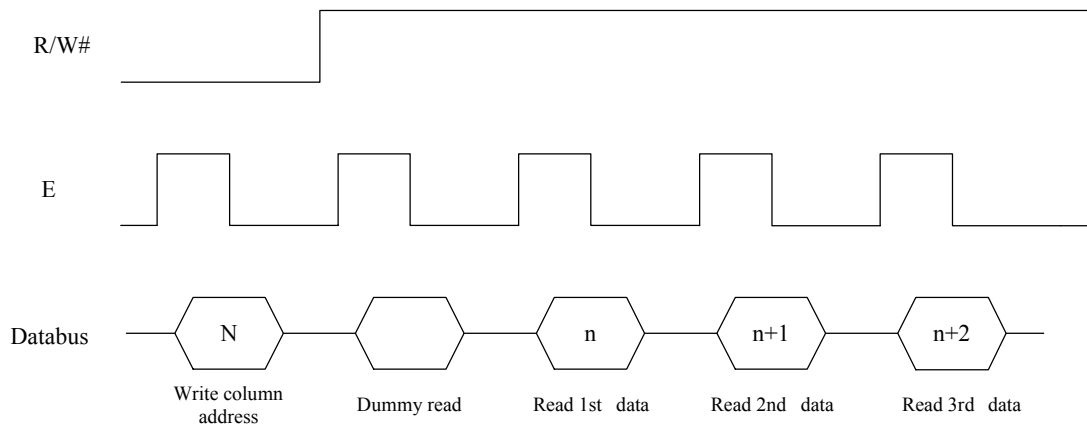 R/W#
E
Databus
N
n
n+1
n+2
Write column
address
Dummy read
Read 1st data
Read 2nd data
Read 3rd data